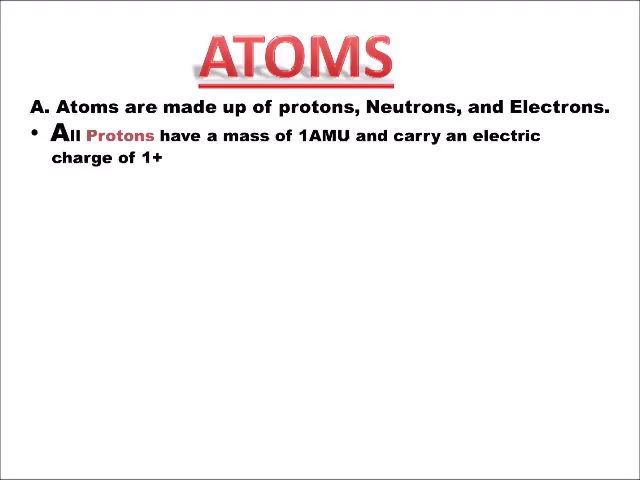 ATOMS
A. Atoms are made up of protons, Neutrons, and Electrons.
• All Protons have a mass of 1AMU and carry an electric
charge of 1+